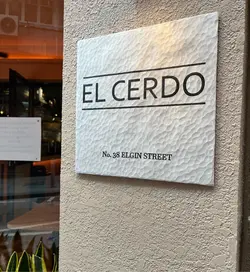 EL CERDO
No. 38 ELGIN STREET